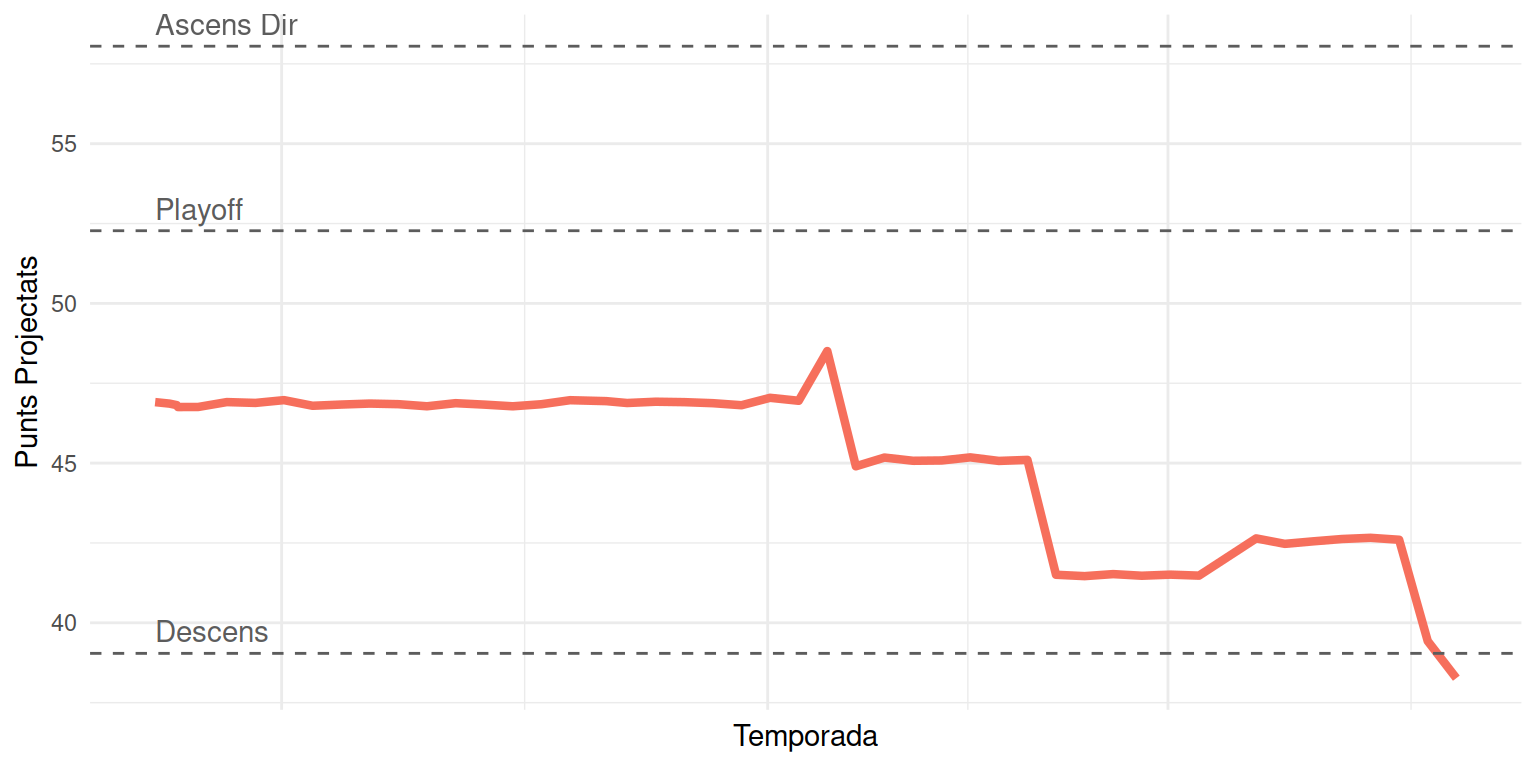 Ascens Dir
55
Playoff
50
45
40
Descens
Punts Projectats
Temporada